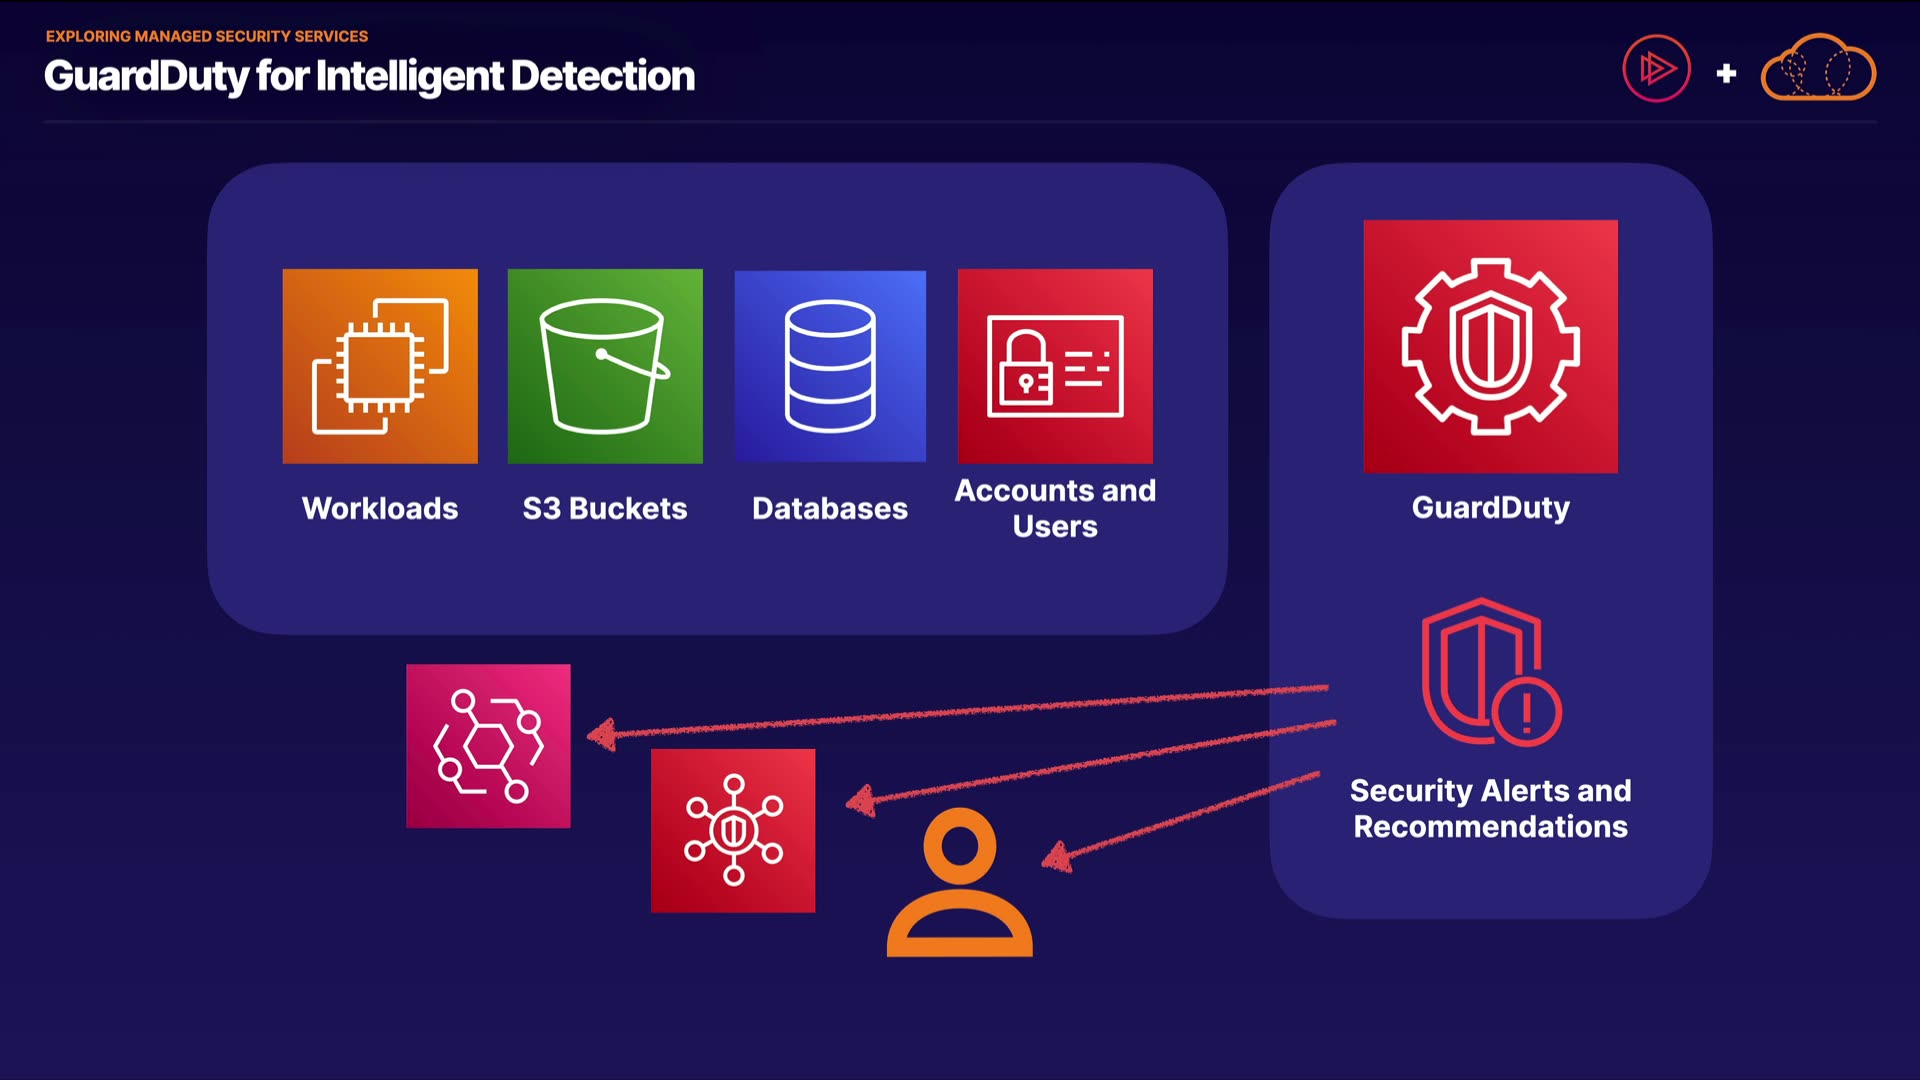 EXPLORING MANAGED SECURITY SERVICES
GuardDuty for Intelligent Detection
Workloads
S3 Buckets
Databases
Accounts and
Users
GuardDuty
Security Alerts and
Recommendations